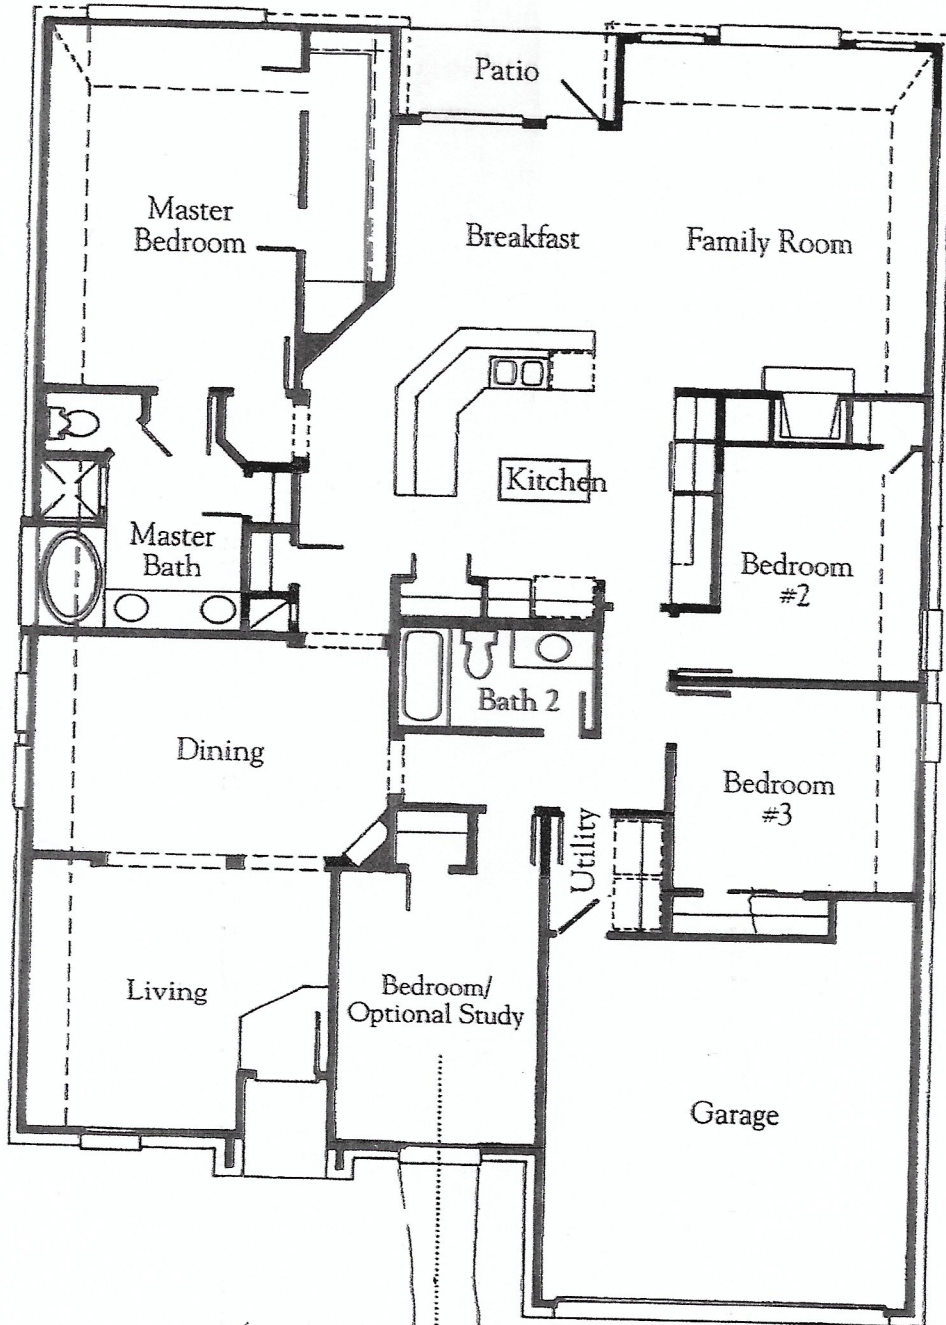 Patio
Master
Bedroom
Breakfast
Family Room
Kitchen
Master
Bath
Bedroom
#2
Bath 2
Dining
Bedroom
#3
Utility
Living
Bedroom/
Optional Study
Garage